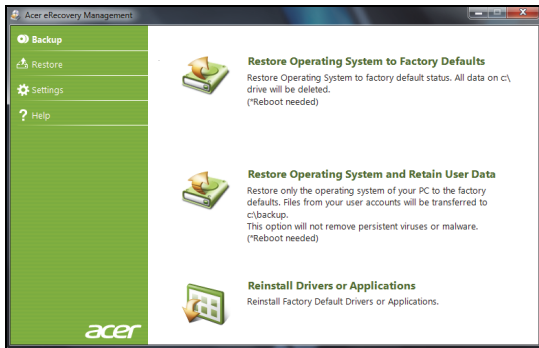 Acer eRecovery Management
Backup
Restore
Settings
? Help
Restore Operating System to Factory Defaults
Restore Operating System to factory default status. All data on c:\
drive will be deleted.
(*Reboot needed)
Restore Operating System and Retain User Data
Restore only the operating system of your PC to the factory
defaults. Files from your user accounts will be transferred to
c:\backup.
This option will not remove persistent viruses or malware.
(*Reboot needed)
Reinstall Drivers or Applications
Reinstall Factory Default Drivers or Applications.
acer